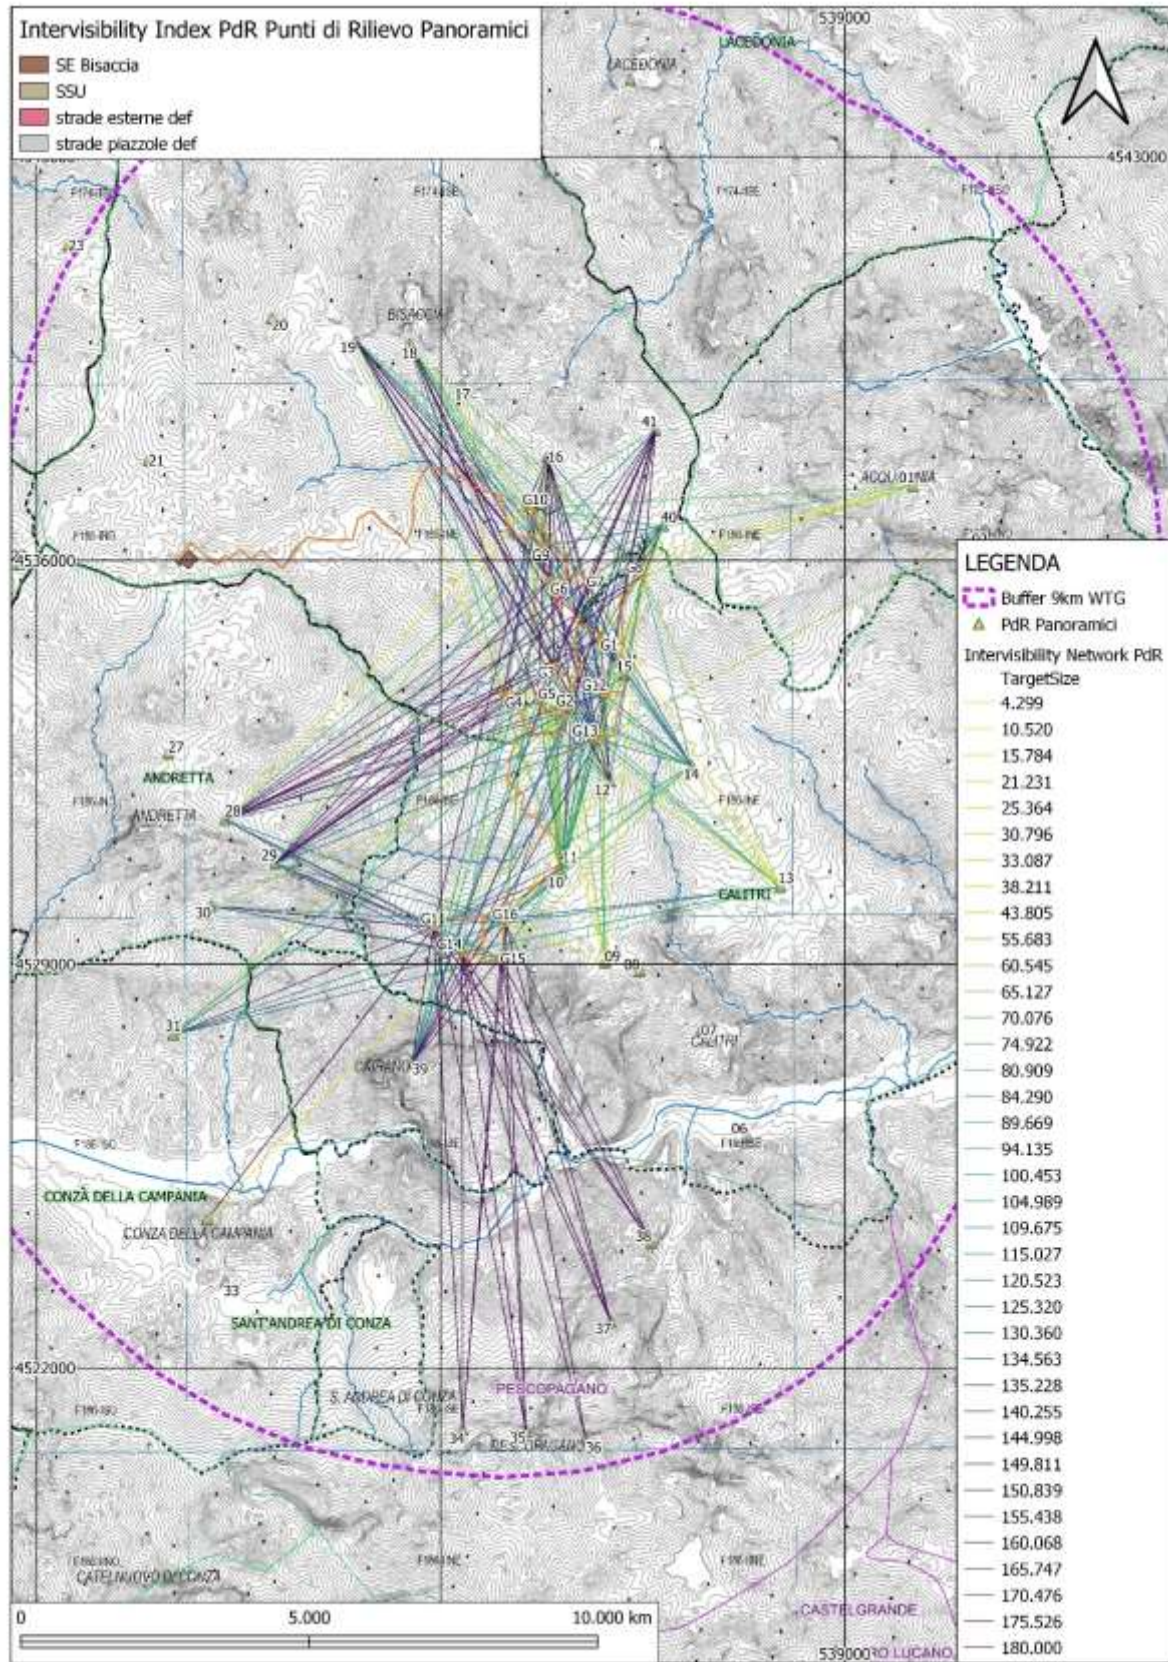 Intervisibility Index PdR Punti di Rilievo Panoramici
SE Bisaccia
SSU
strade esterne def
strade piazzole def
539000
LACEDONIA
LACEDONIA
4543000
F174-ISE
F174-ISE
23
20
BISACCIA
19
18
17
41
16
21
ACQUI
01
NIA
G10
40
4536000
G9
G8
G7
G6
G1
15
G3
G12
G5
G4
G2
G13
14
12
27
ANDRETTA
ANDRETTA
28
29
11
10
13
CALITRI
30
G11
G16
G14
4529000
G15
09
08
31
07
CALITRI
CAIRANO
39
06
CONZA DELLA CAMPANIA
CONZA DELLA CAMPANIA
38
33
SANT'ANDREA DI CONZA
37
4522000
PESCOPAGANO
S. ANDREA DI CONZA
34
35
36
CASTELGRANDE
539000
RO LUCANO
0
5.000
10.000 km
LEGENDA
Buffer 9km WTG
PdR Panoramici
Intervisibility Network PdR
TargetSize
4.299
10.520
15.784
21.231
25.364
30.796
33.087
38.211
43.805
55.683
60.545
65.127
70.076
74.922
80.909
84.290
89.669
94.135
100.453
104.989
109.675
115.027
120.523
125.320
130.360
134.563
135.228
140.255
144.998
149.811
150.839
155.438
160.068
165.747
170.476
175.526
180.000